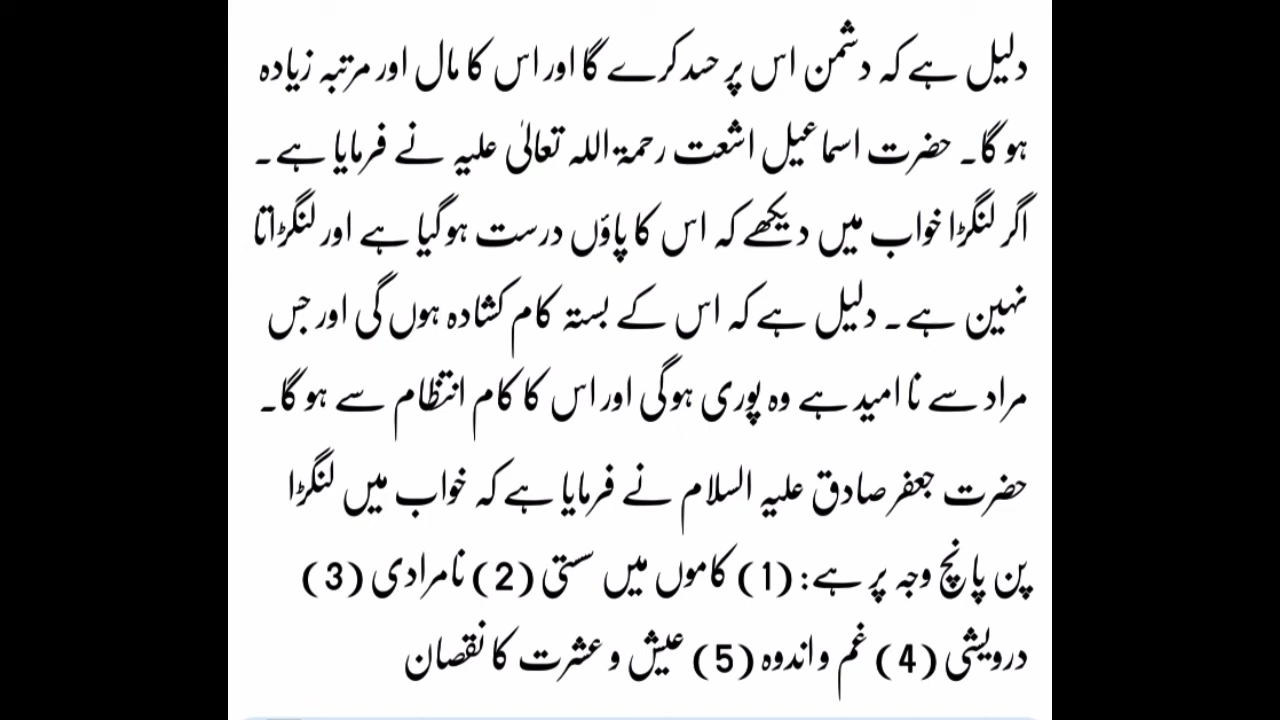 دلیل ہے کہ دشمن اس پر حسد کرے گا اور اس کا مال اور مرتبہ زیادہ
ہو گا۔ حضرت اسماعیل اشعت رحمۃ اللہ تعالیٰ علیہ نے فرمایا ہے۔
اگر لنگڑا خواب میں دیکھے کہ اس کا پاؤں درست ہوگیا ہے اور لنگڑاتا
نہین ہے۔ دلیل ہے کہ اس کے بستہ کام کشادہ ہوں گی اور جس
مراد سے نا امید ہے وہ پوری ہوگی اور اس کا کام انتظام سے ہو گا۔
حضرت جعفر صادق علیہ السلام نے فرمایا ہے کہ خواب میں لنگڑا
پن پانچ وجہ پر ہے: (1) کاموں میں سستی (2) نامرادی (3)
درویشی (4) غم و اندوہ (5) عیش و عشرت کا نقصان